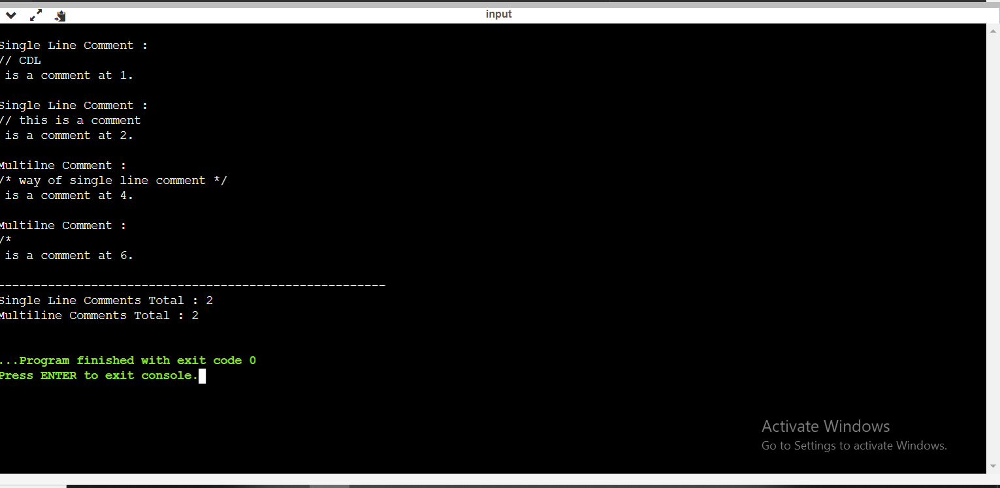 input
Single Line Comment :
// CDL
is a comment at 1.
Single Line Comment :
// this is a comment
is a comment at 2.
Multilne Comment :
/* way of single line comment */
is a comment at 4.
Multilne Comment :
/*
is a comment at 6.
------------------------------------------------------
Single Line Comments Total : 2
Multiline Comments Total : 2
...Program finished with exit code 0
Press ENTER to exit console.
Activate Windows
Go to Settings to activate Windows.